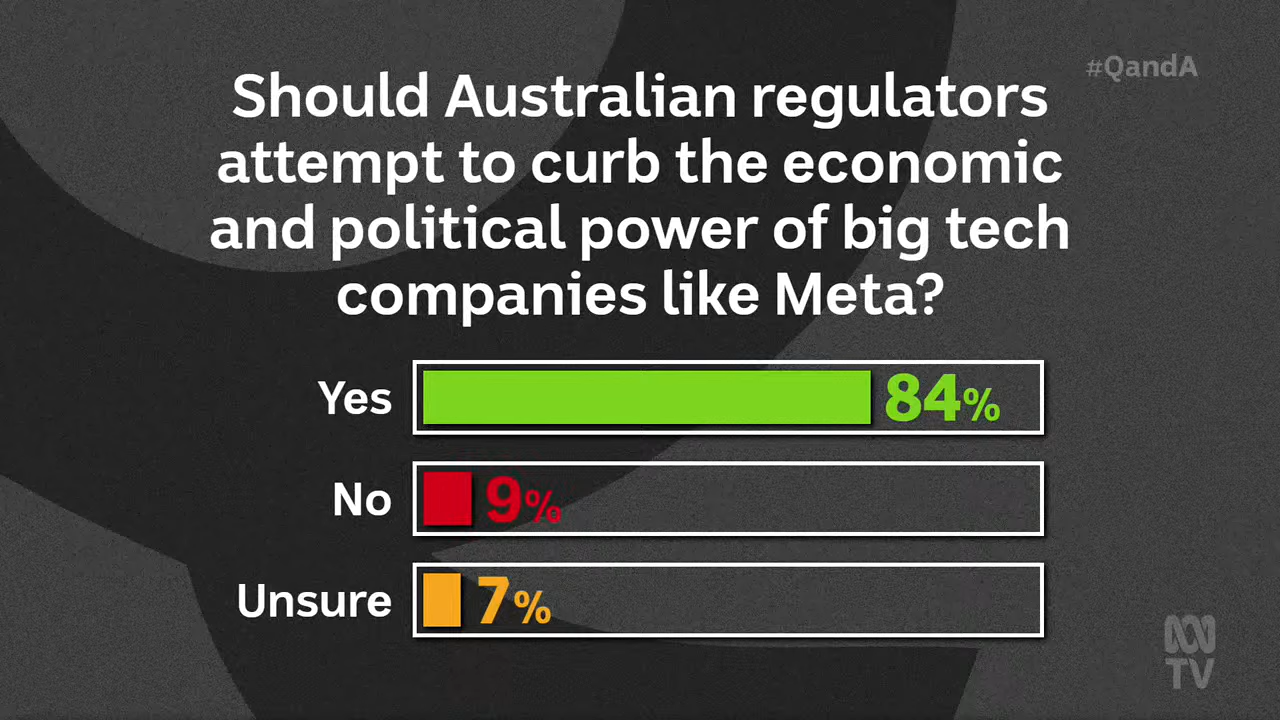 #QandA
Should Australian regulators
attempt to curb the economic
and political power of big tech
companies like Meta?
Yes 84%
No 9%
Unsure 7%
ABC
TV